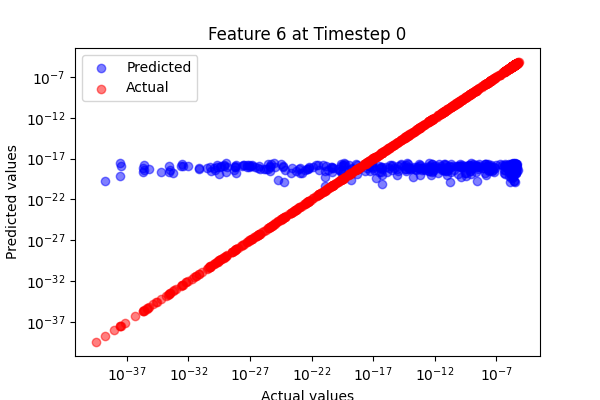 Feature 6 at Timestep 0
Predicted
Actual
Predicted values
10⁻⁷
10⁻¹²
10⁻¹⁷
10⁻²²
10⁻²⁷
10⁻³²
10⁻³⁷
10⁻³⁷ 10⁻³² 10⁻²⁷ 10⁻²² 10⁻¹⁷ 10⁻¹² 10⁻⁷
Actual values